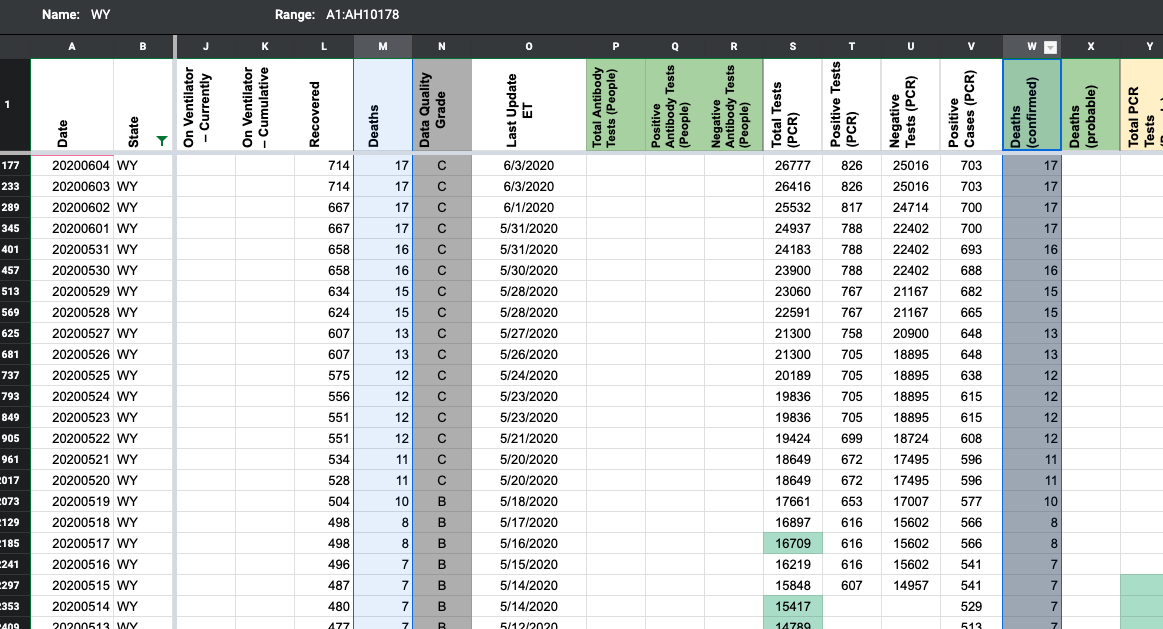 Name: WY Range: A1:AH10178
A B J K L M N O P Q R S T U V W X Y
1 Date State On Ventilator – Currently On Ventilator – Cumulative Recovered Deaths Data Quality Grade Last Update ET Total Antibody Tests (People) Positive Antibody Tests (People) Negative Antibody Tests (People) Total Tests (PCR) Positive Tests (PCR) Negative Tests (PCR) Positive Cases (PCR) Deaths (confirmed) Deaths (probable) Total PCR Tests
177 20200604 WY 714 17 C 6/3/2020 26777 826 25016 703 17
233 20200603 WY 714 17 C 6/3/2020 26416 826 25016 703 17
289 20200602 WY 667 17 C 6/1/2020 25532 817 24714 700 17
345 20200601 WY 667 17 C 5/31/2020 24937 788 22402 700 17
401 20200531 WY 658 16 C 5/31/2020 24183 788 22402 693 16
457 20200530 WY 658 16 C 5/30/2020 23900 788 22402 688 16
513 20200529 WY 634 15 C 5/28/2020 23060 767 21167 682 15
569 20200528 WY 624 15 C 5/28/2020 22591 767 21167 665 15
625 20200527 WY 607 13 C 5/27/2020 21300 758 20900 648 13
681 20200526 WY 607 13 C 5/26/2020 21300 705 18895 648 13
737 20200525 WY 575 12 C 5/24/2020 20189 705 18895 638 12
793 20200524 WY 556 12 C 5/23/2020 19836 705 18895 615 12
849 20200523 WY 551 12 C 5/23/2020 19836 705 18895 615 12
905 20200522 WY 551 12 C 5/21/2020 19424 699 18724 608 12
961 20200521 WY 534 11 C 5/20/2020 18649 672 17495 596 11
2017 20200520 WY 528 11 C 5/20/2020 18649 672 17495 596 11
2073 20200519 WY 504 10 B 5/18/2020 17661 653 17007 577 10
2129 20200518 WY 498 8 B 5/17/2020 16897 616 15602 566 8
2185 20200517 WY 498 8 B 5/16/2020 16709 616 15602 566 8
2241 20200516 WY 496 7 B 5/15/2020 16219 616 15602 541 7
2297 20200515 WY 487 7 B 5/14/2020 15848 607 14957 541 7
2353 20200514 WY 480 7 B 5/14/2020 15417 529 7
2409 20200513 WY 477 7 B 5/12/2020 14789 513 7